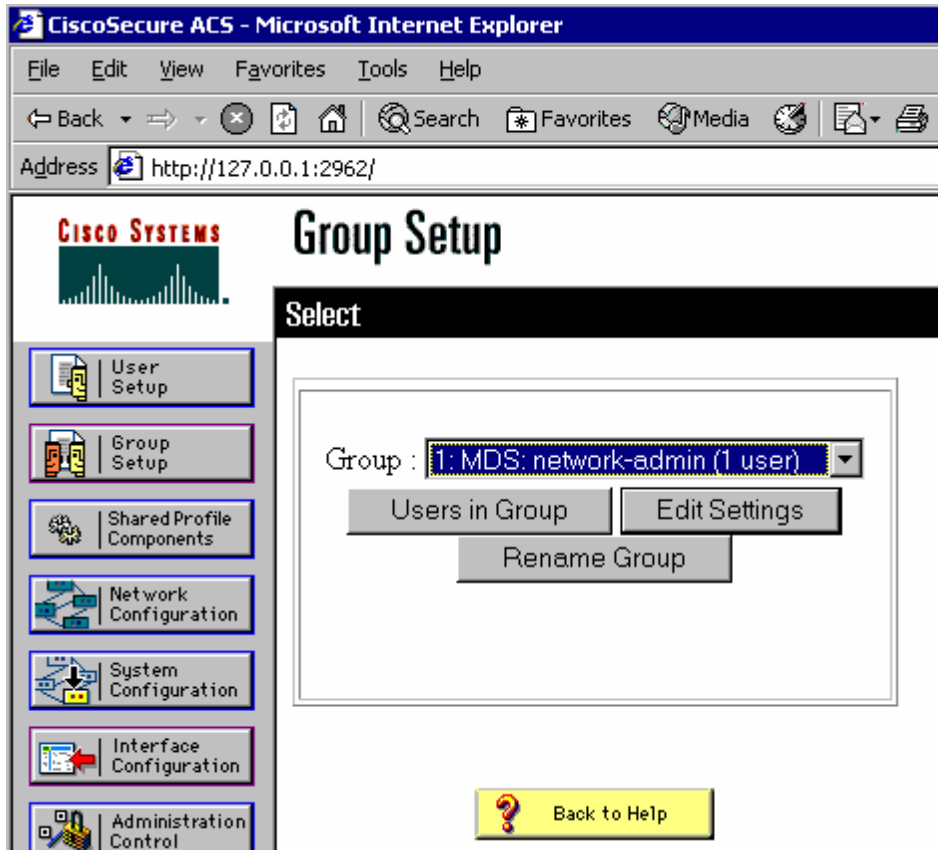 CiscoSecure ACS - Microsoft Internet Explorer
File Edit View Favorites Tools Help
Back Search Favorites Media
Address http://127.0.0.1:2962/
CISCO SYSTEMS
Group Setup
Select
User
Setup
Group
Setup
Shared Profile
Components
Network
Configuration
System
Configuration
Interface
Configuration
Administration
Control
Group : 1: MDS: network-admin (1 user)
Users in Group Edit Settings
Rename Group
? Back to Help